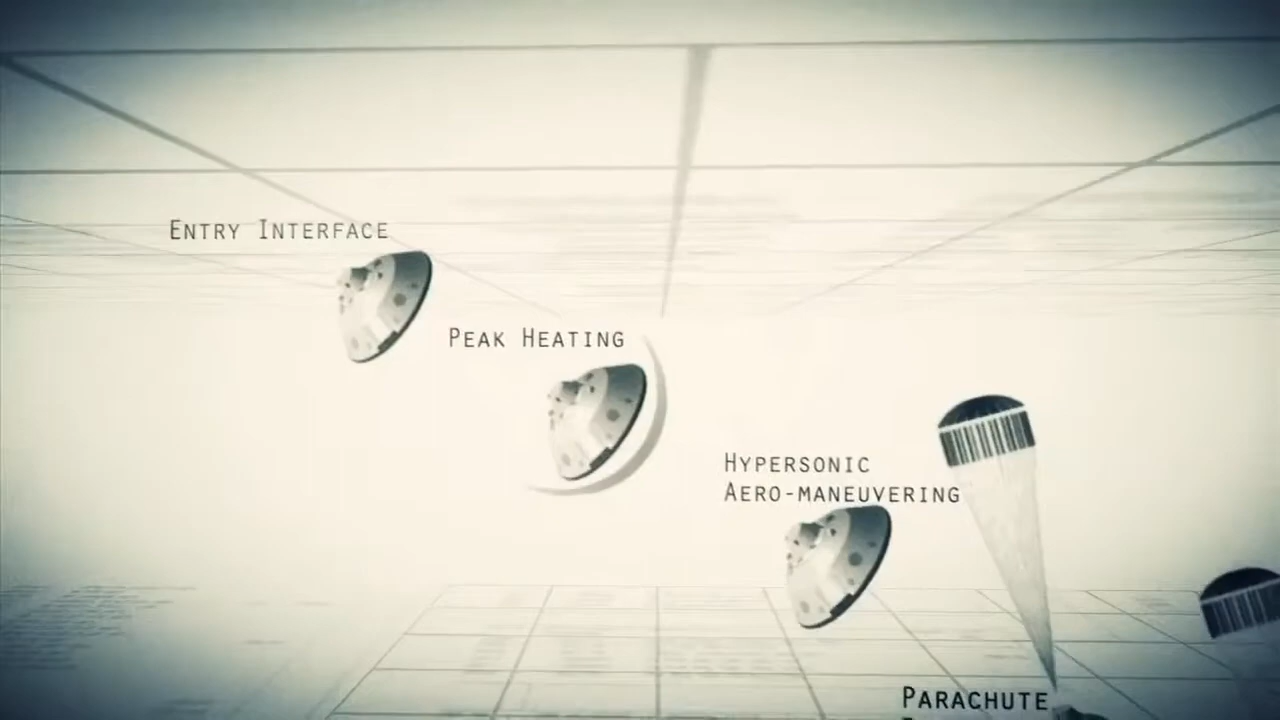 ENTRY INTERFACE
PEAK HEATING
HYPERSONIC
AERO-MANEUVERING
PARACHUTE